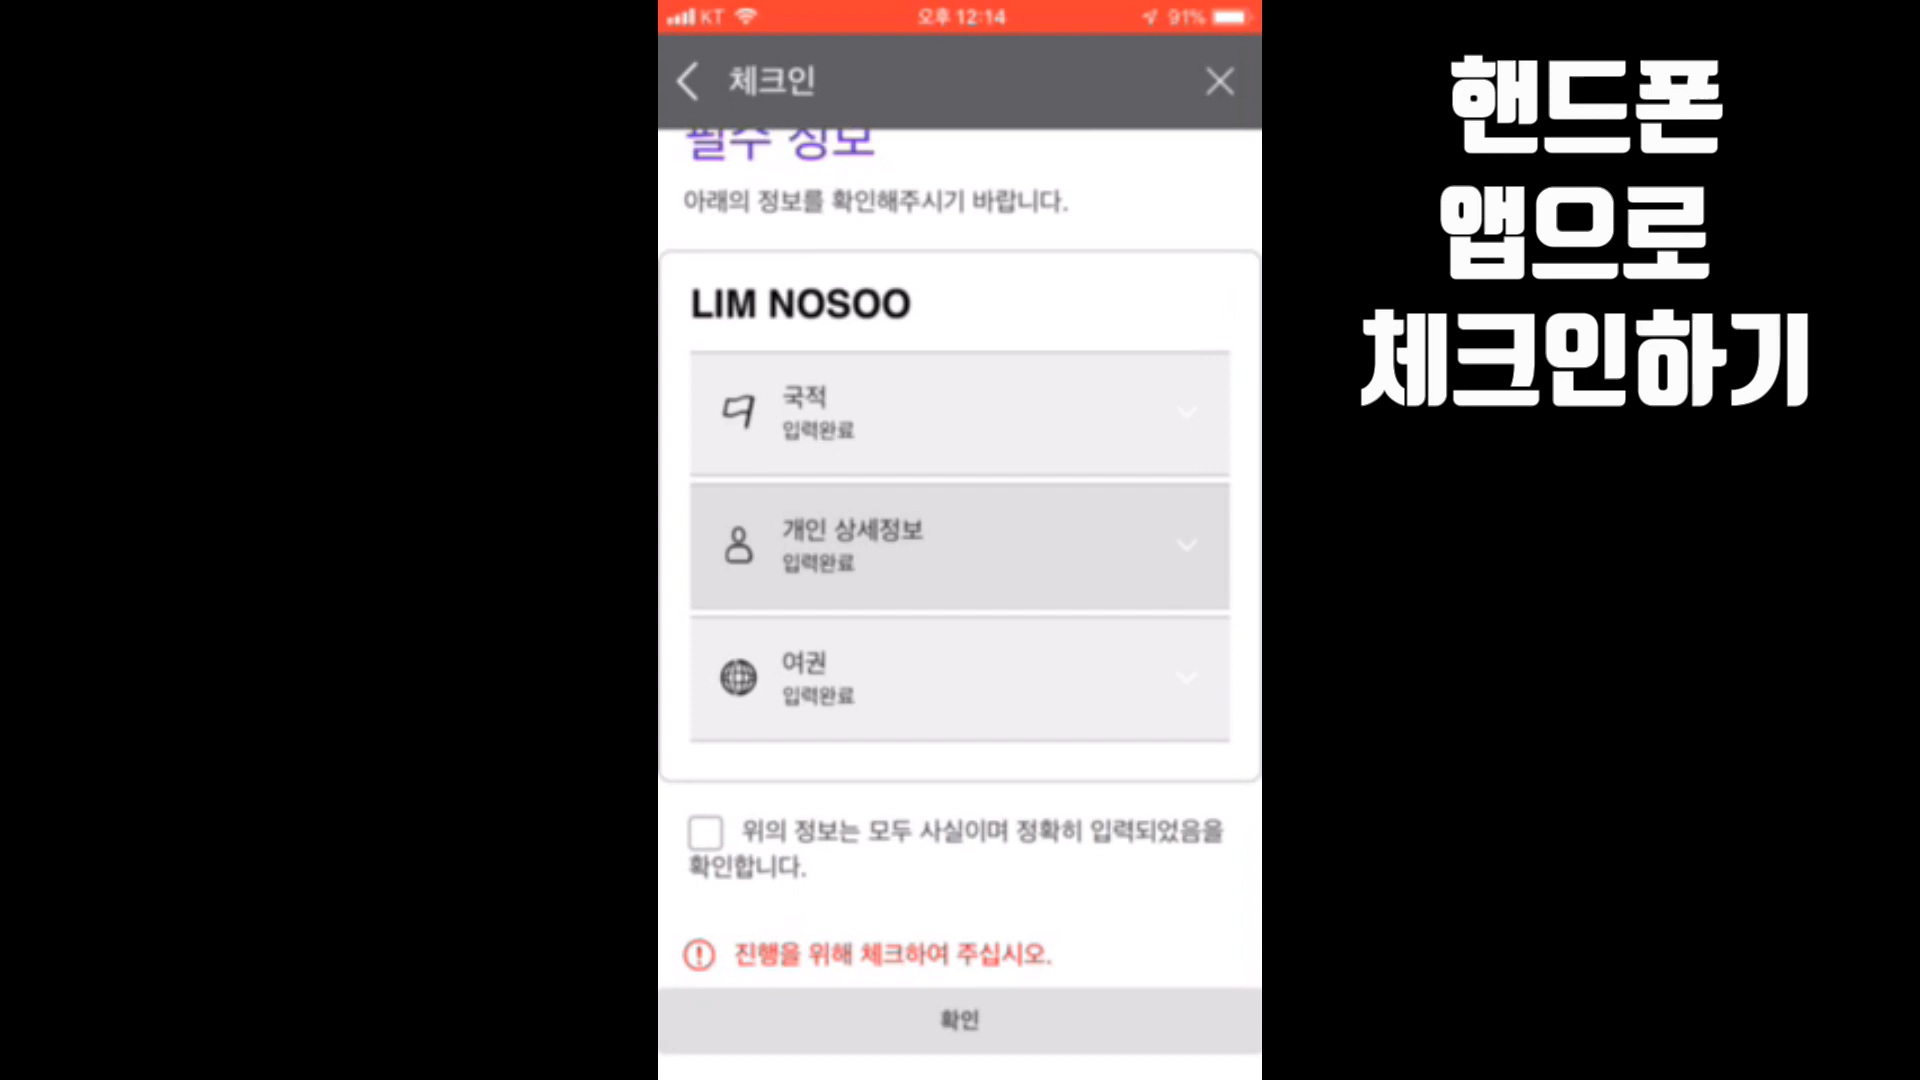 KT 오후 12:14 91%
체크인
필수 정보
아래의 정보를 확인해주시기 바랍니다.
LIM NOSOO
국적
입력완료
개인 상세정보
입력완료
여권
입력완료
위의 정보는 모두 사실이며 정확히 입력되었음을
확인합니다.
진행을 위해 체크하여 주십시오.
확인
핸드폰
앱으로
체크인하기